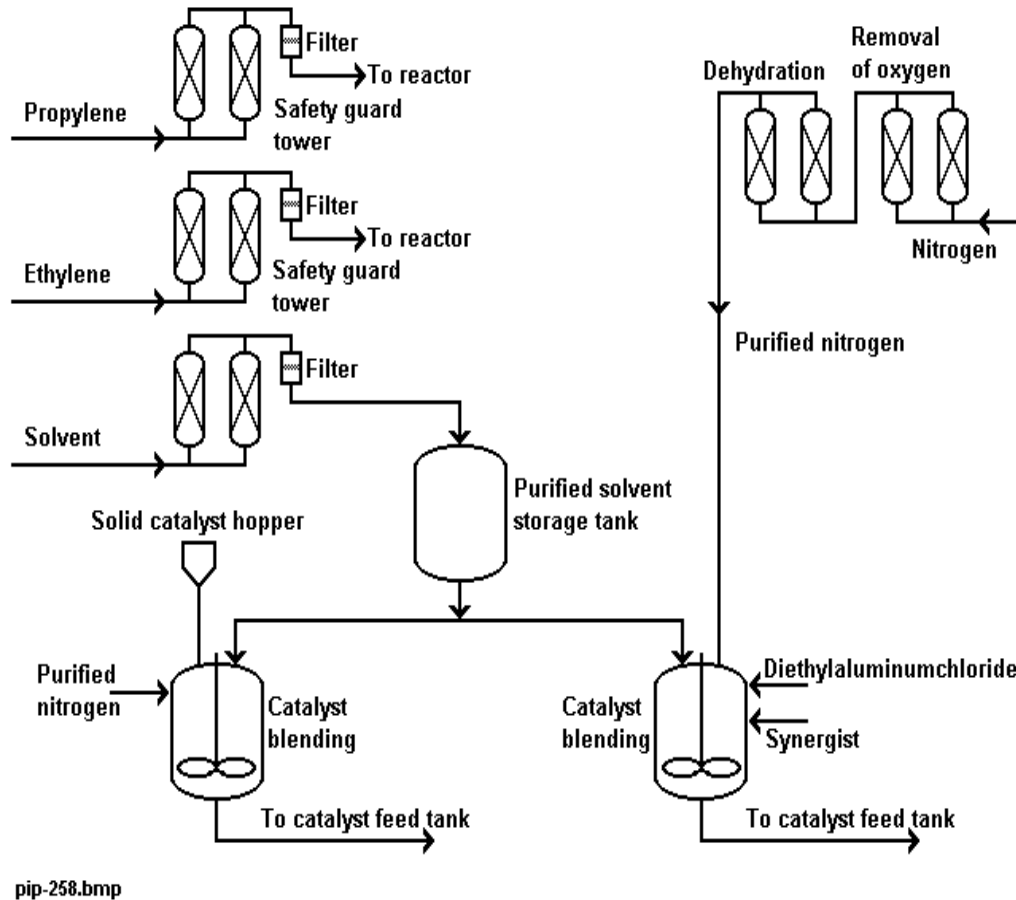 Filter
To reactor
Propylene
Safety guard
tower
Removal
of oxygen
Dehydration
Nitrogen
Filter
To reactor
Ethylene
Safety guard
tower
Purified nitrogen
Filter
Solvent
Purified solvent
storage tank
Solid catalyst hopper
Purified
nitrogen
Catalyst
blending
Catalyst
blending
Diethylaluminumchloride
Synergist
To catalyst feed tank
To catalyst feed tank
pip-258.bmp